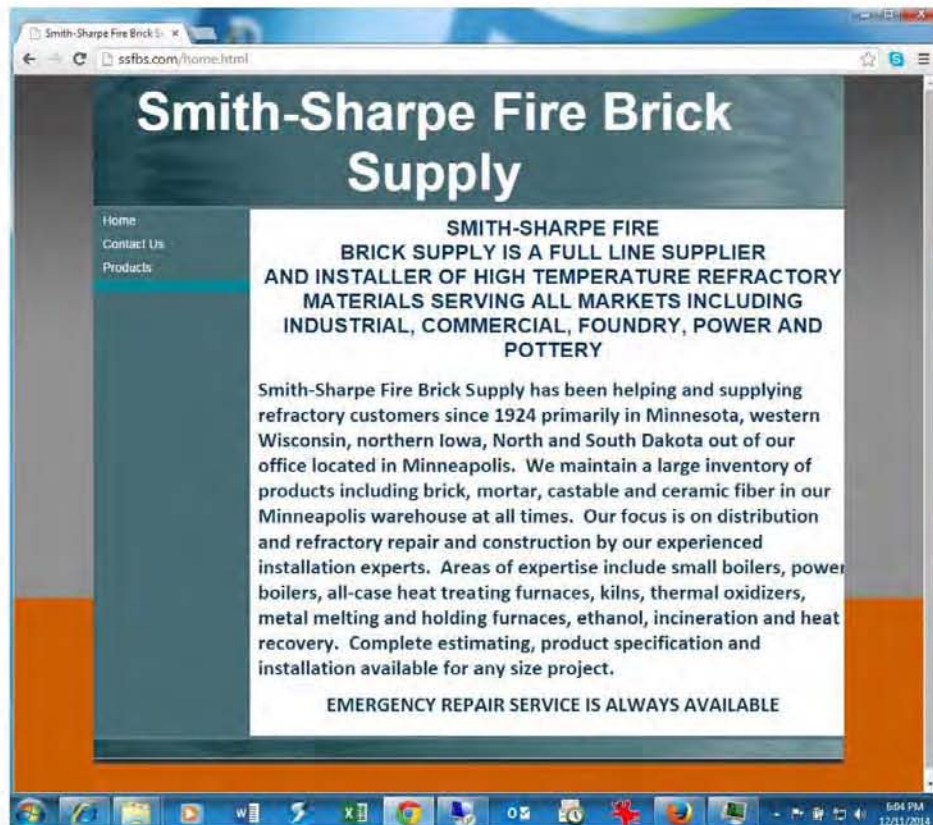 Smith-Sharpe Fire Brick S
ssfbs.com/home.html
Smith-Sharpe Fire Brick
Supply
Home
Contact Us
Products
SMITH-SHARPE FIRE
BRICK SUPPLY IS A FULL LINE SUPPLIER
AND INSTALLER OF HIGH TEMPERATURE REFRACTORY
MATERIALS SERVING ALL MARKETS INCLUDING
INDUSTRIAL, COMMERCIAL, FOUNDRY, POWER AND
POTTERY
Smith-Sharpe Fire Brick Supply has been helping and supplying
refractory customers since 1924 primarily in Minnesota, western
Wisconsin, northern Iowa, North and South Dakota out of our
office located in Minneapolis. We maintain a large inventory of
products including brick, mortar, castable and ceramic fiber in our
Minneapolis warehouse at all times. Our focus is on distribution
and refractory repair and construction by our experienced
installation experts. Areas of expertise include small boilers, power
boilers, all-case heat treating furnaces, kilns, thermal oxidizers,
metal melting and holding furnaces, ethanol, incineration and heat
recovery. Complete estimating, product specification and
installation available for any size project.
EMERGENCY REPAIR SERVICE IS ALWAYS AVAILABLE
6:04 PM
12/11/2014